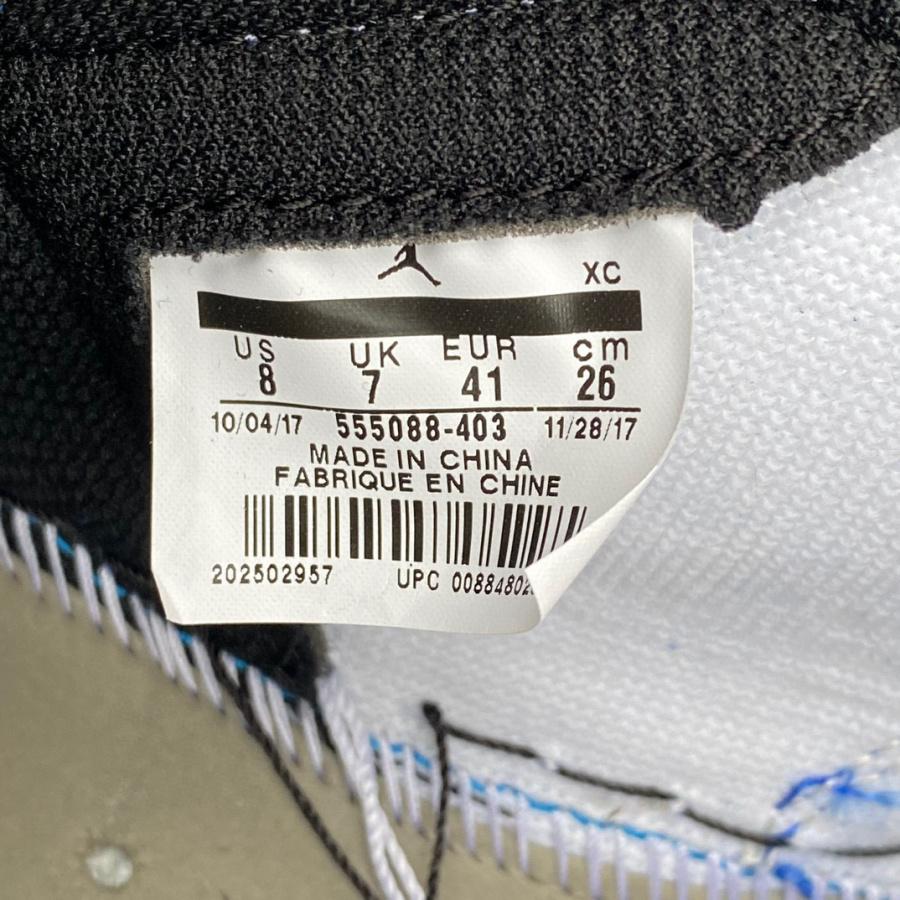 XC
US UK EUR cm
8 7 41 26
10/04/17 555088-403 11/28/17
MADE IN CHINA
FABRIQUE EN CHINE
202502957 UPC